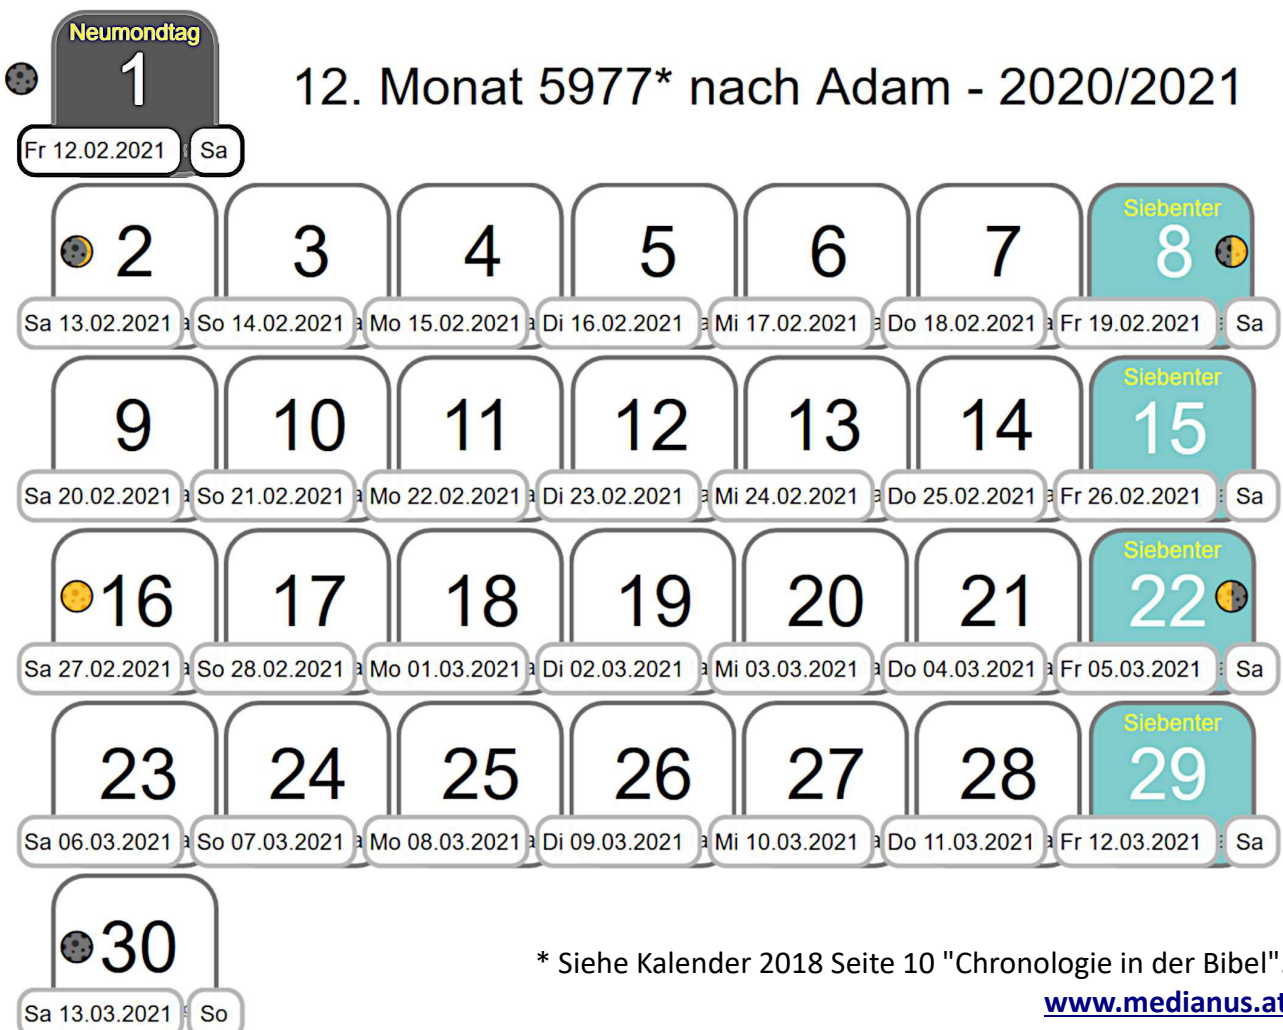 Neumondtag
1
12. Monat 5977* nach Adam - 2020/2021
Fr 12.02.2021 Sa
Siebenter
2 3 4 5 6 7 8
Sa 13.02.2021 So 14.02.2021 Mo 15.02.2021 Di 16.02.2021 Mi 17.02.2021 Do 18.02.2021 Fr 19.02.2021 Sa
Siebenter
9 10 11 12 13 14 15
Sa 20.02.2021 So 21.02.2021 Mo 22.02.2021 Di 23.02.2021 Mi 24.02.2021 Do 25.02.2021 Fr 26.02.2021 Sa
Siebenter
16 17 18 19 20 21 22
Sa 27.02.2021 So 28.02.2021 Mo 01.03.2021 Di 02.03.2021 Mi 03.03.2021 Do 04.03.2021 Fr 05.03.2021 Sa
Siebenter
23 24 25 26 27 28 29
Sa 06.03.2021 So 07.03.2021 Mo 08.03.2021 Di 09.03.2021 Mi 10.03.2021 Do 11.03.2021 Fr 12.03.2021 Sa
30
Sa 13.03.2021 So
* Siehe Kalender 2018 Seite 10 "Chronologie in der Bibel".
www.medianus.at